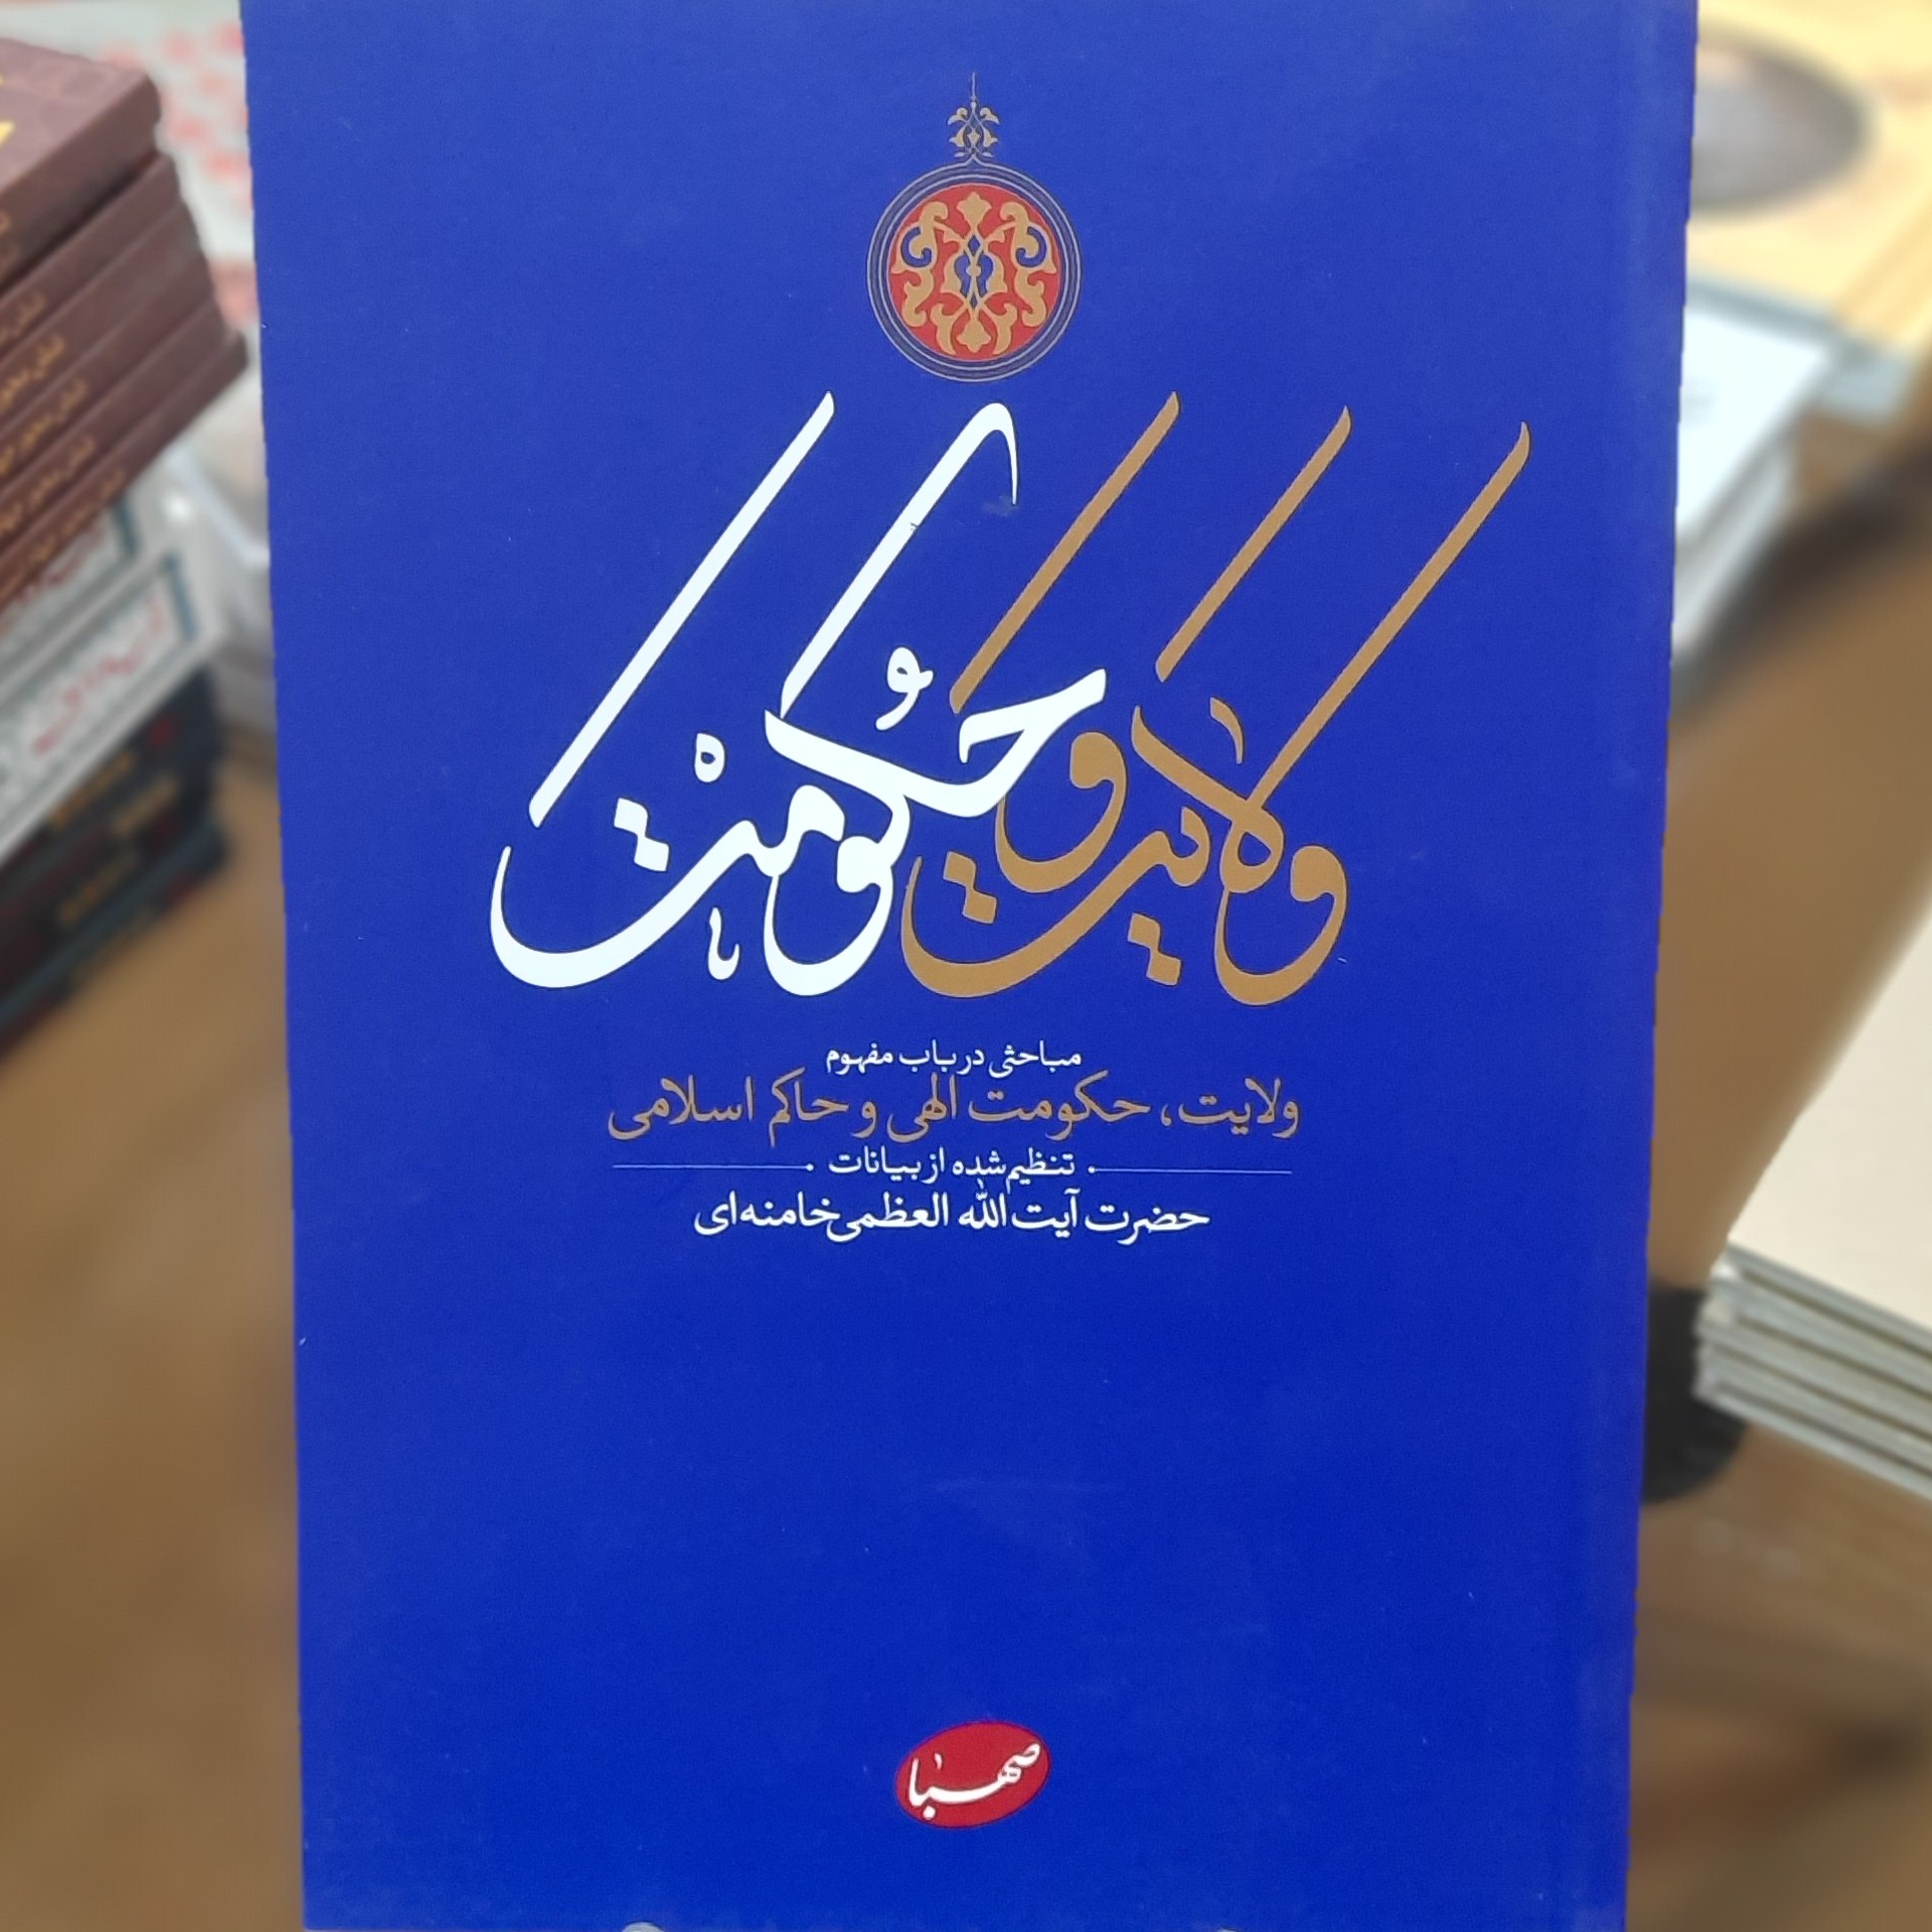 ولایت و حکومت
مباحثی در باب مفهوم
ولایت، حکومت الهی و حاکم اسلامی
تنظیم شده از بیانات
حضرت آیت الله العظمی خامنه‌ای
صهبا